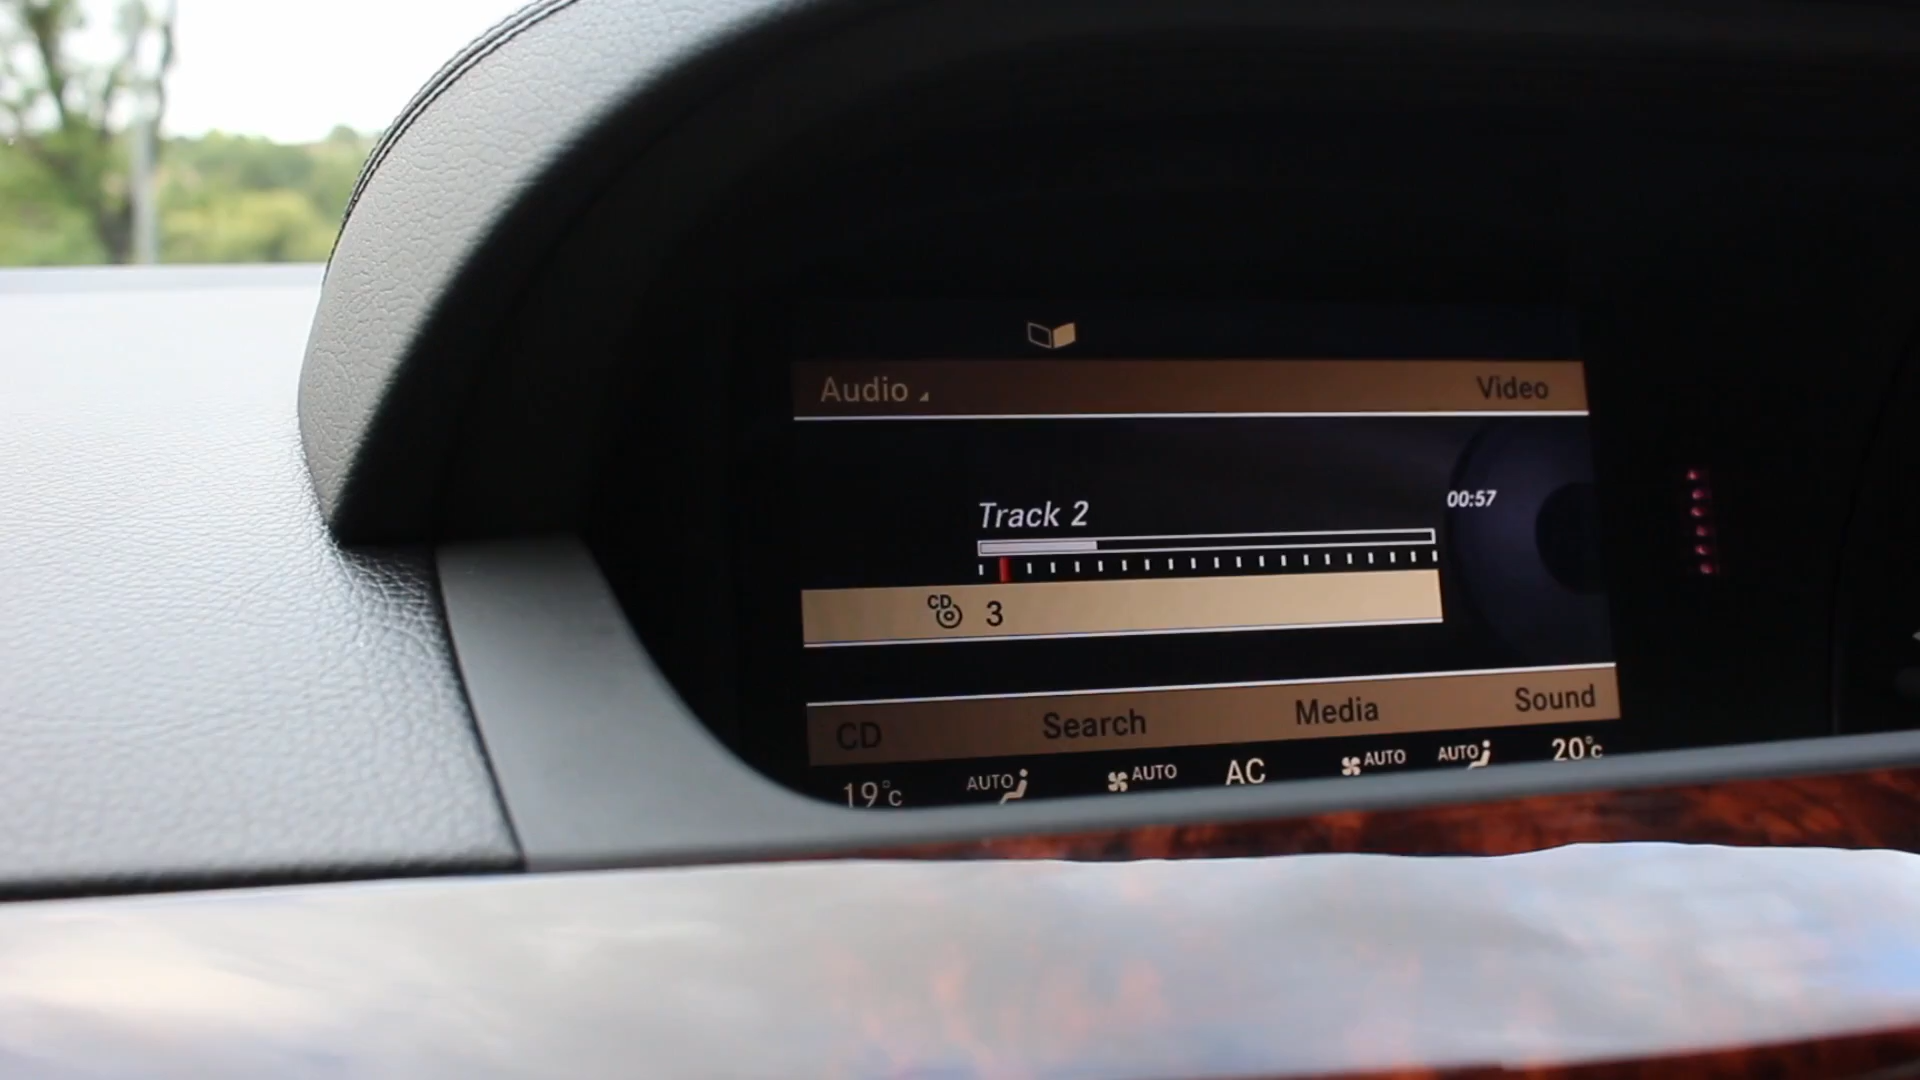 Audio Video
Track 2 00:57
CD 3
CD Search Media Sound
19°C AUTO AUTO AC AUTO AUTO 20°C